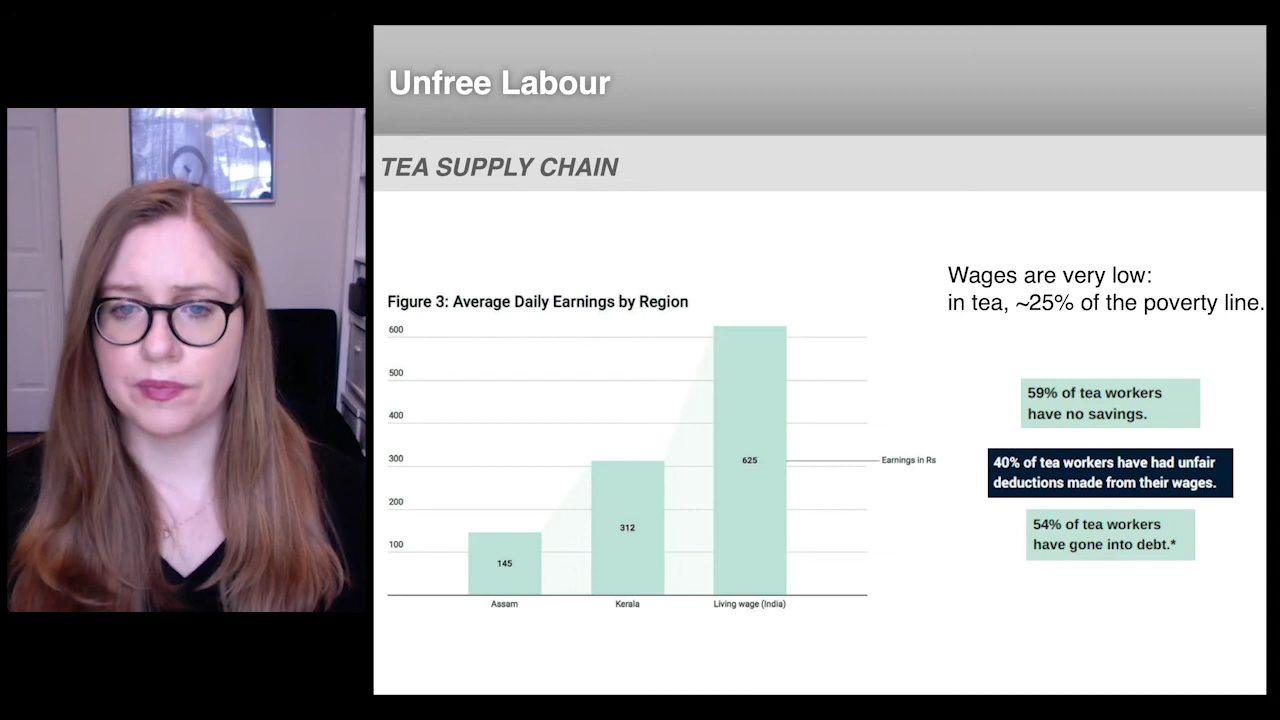 Unfree Labour
TEA SUPPLY CHAIN
Figure 3: Average Daily Earnings by Region
600
500
400
300
200
100
145
312
625
Earnings in Rs
Assam
Kerala
Living wage (India)
Wages are very low:
in tea, ~25% of the poverty line.
59% of tea workers
have no savings.
40% of tea workers have had unfair
deductions made from their wages.
54% of tea workers
have gone into debt.*